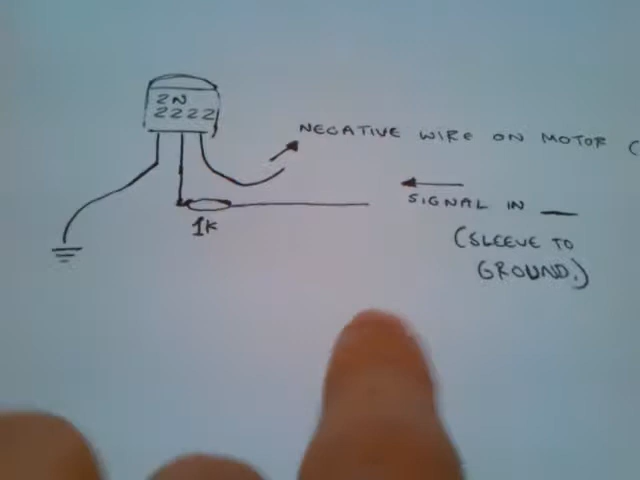 2N
2222
NEGATIVE WIRE ON MOTOR (
SIGNAL IN
(SLEEVE TO
GROUND.)
1K